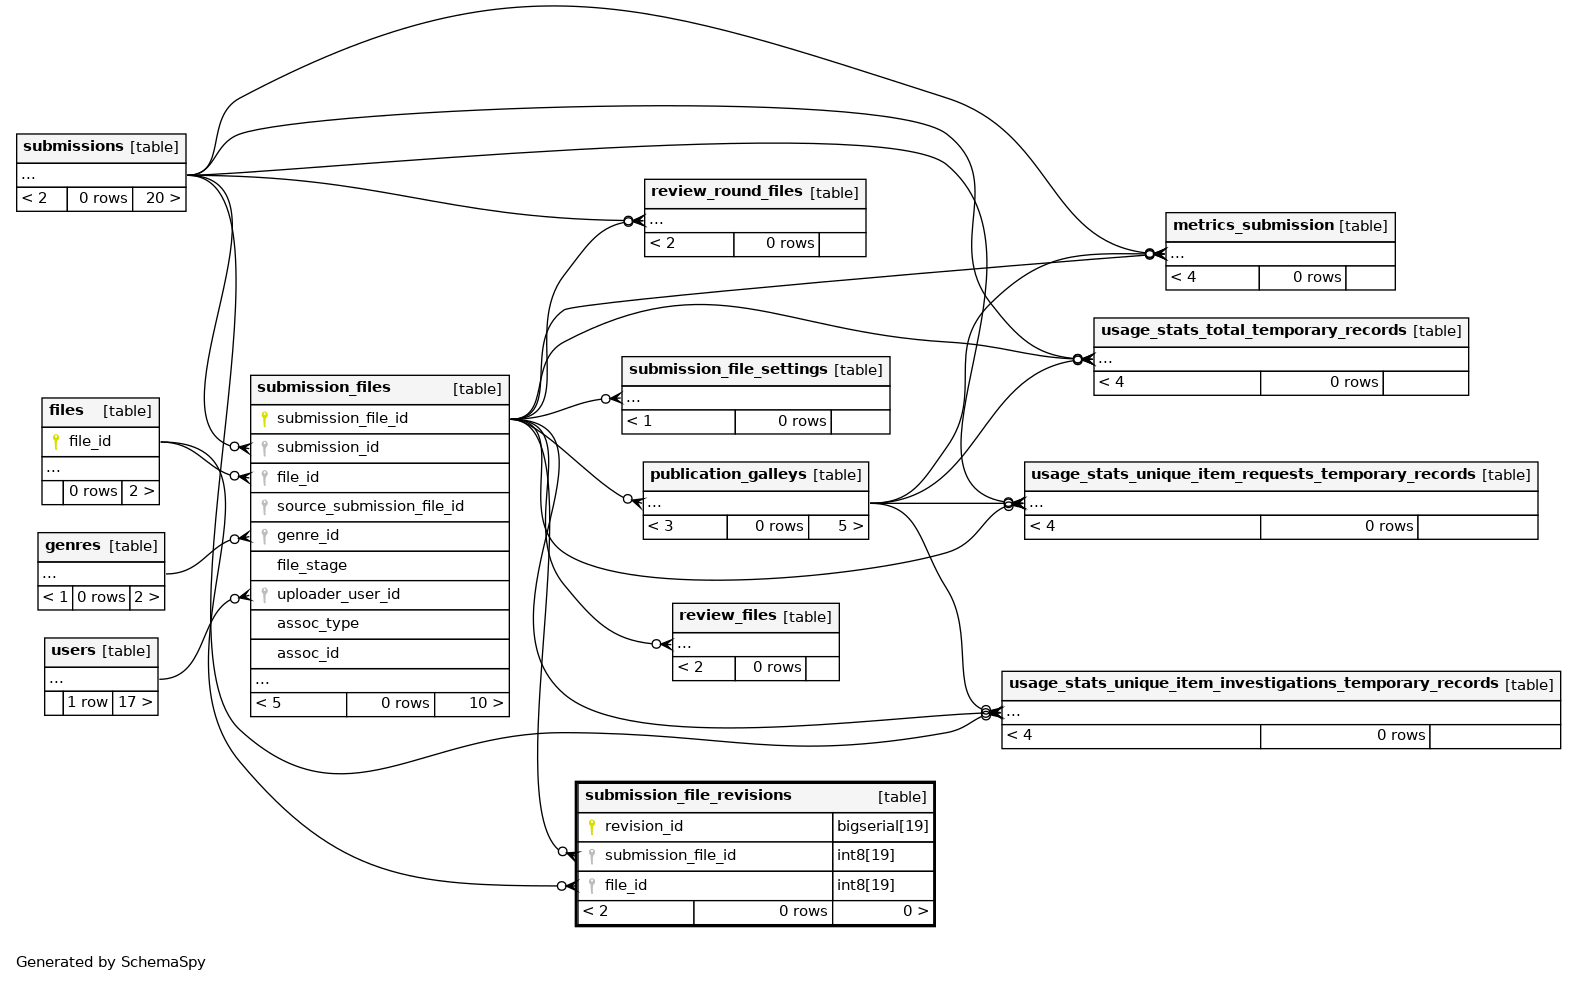 submissions [table]
...
< 2 0 rows 20 >
review_round_files [table]
...
< 2 0 rows
metrics_submission [table]
...
< 4 0 rows
usage_stats_total_temporary_records [table]
...
< 4 0 rows
submission_file_settings [table]
...
< 1 0 rows
files [table]
file_id
...
0 rows 2 >
submission_files [table]
submission_file_id
submission_id
file_id
source_submission_file_id
genre_id
file_stage
uploader_user_id
assoc_type
assoc_id
...
< 5 0 rows 10 >
publication_galleys [table]
...
< 3 0 rows 5 >
usage_stats_unique_item_requests_temporary_records [table]
...
< 4 0 rows
genres [table]
...
< 1 0 rows 2 >
review_files [table]
...
< 2 0 rows
users [table]
...
1 row 17 >
usage_stats_unique_item_investigations_temporary_records [table]
...
< 4 0 rows
submission_file_revisions [table]
revision_id bigserial[19]
submission_file_id int8[19]
file_id int8[19]
< 2 0 rows 0 >
Generated by SchemaSpy